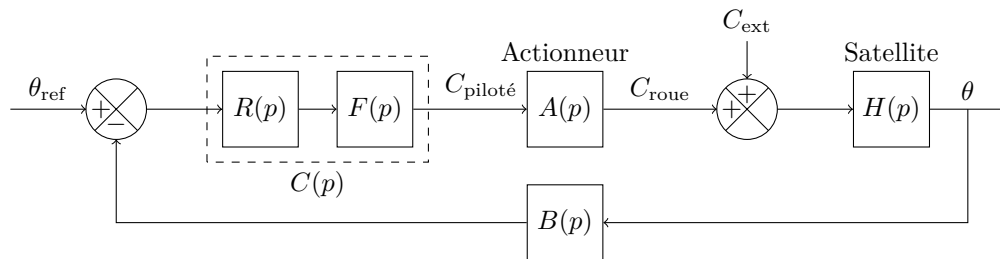 C_ext
Actionneur
Satellite
θ_ref
+
−
R(p)
F(p)
C_piloté
A(p)
C_roue
+
+
H(p)
θ
C(p)
B(p)